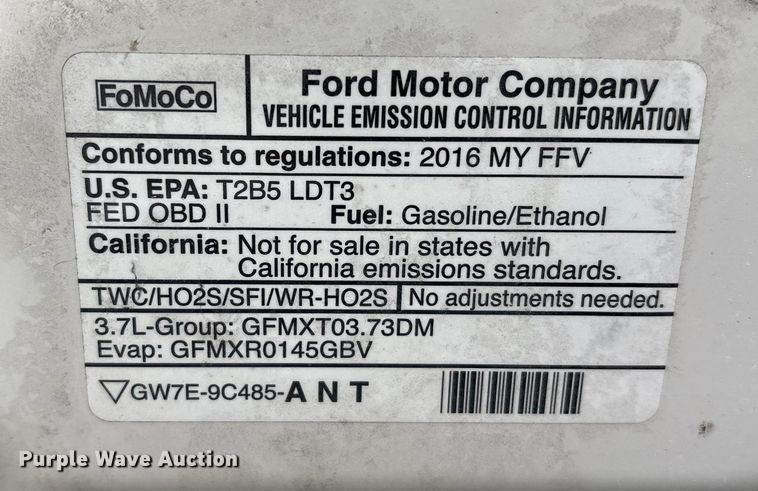 FoMoCo
Ford Motor Company
VEHICLE EMISSION CONTROL INFORMATION
Conforms to regulations: 2016 MY FFV
U.S. EPA: T2B5 LDT3
FED OBD II Fuel: Gasoline/Ethanol
California: Not for sale in states with
California emissions standards.
TWC/HO2S/SFI/WR-HO2S No adjustments needed.
3.7L-Group: GFMXT03.73DM
Evap: GFMXR0145GBV
▽GW7E-9C485-A N T
Purple Wave Auction